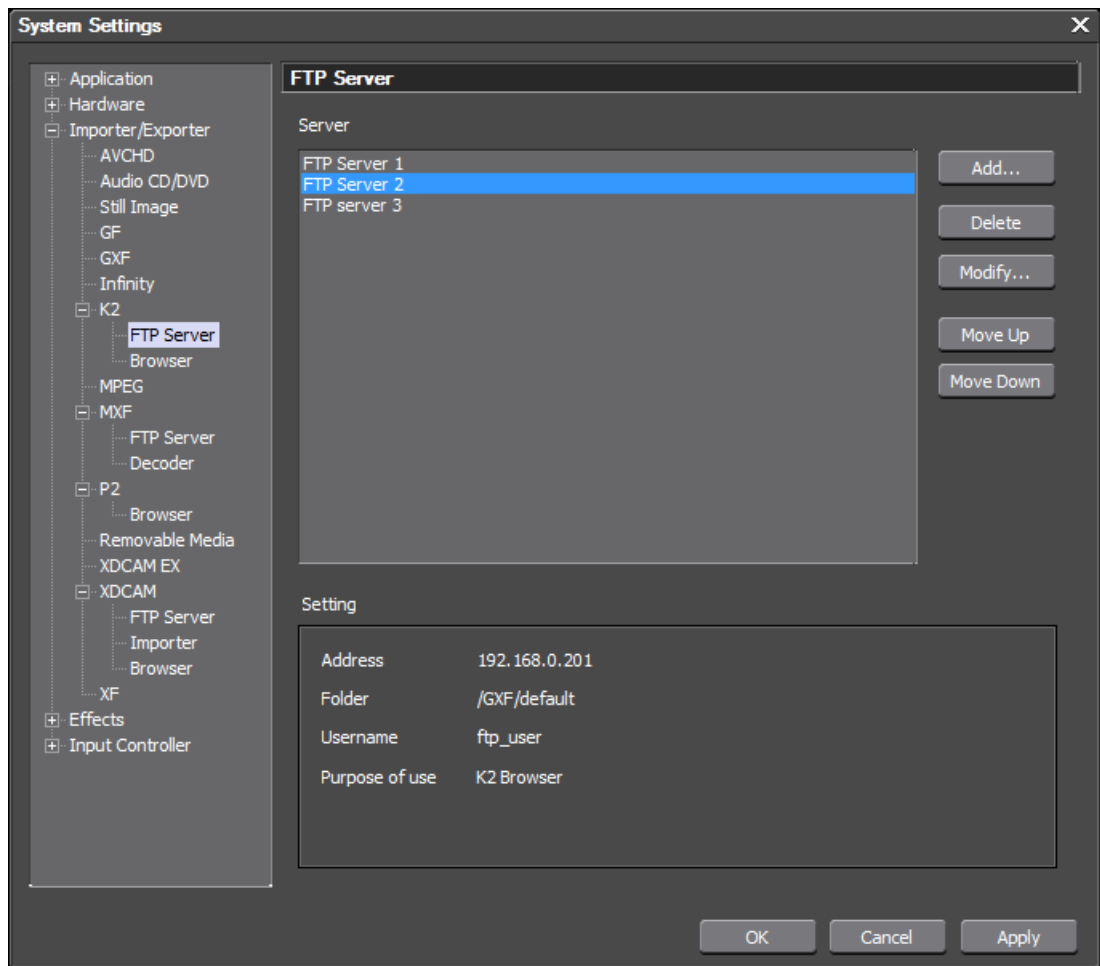 System Settings
Application
Hardware
Importer/Exporter
AVCHD
Audio CD/DVD
Still Image
GF
GXF
Infinity
K2
FTP Server
Browser
MPEG
MXF
FTP Server
Decoder
P2
Browser
Removable Media
XDCAM EX
XDCAM
FTP Server
Importer
Browser
XF
Effects
Input Controller
FTP Server
Server
FTP Server 1
FTP Server 2
FTP server 3
Add...
Delete
Modify...
Move Up
Move Down
Setting
Address 192.168.0.201
Folder /GXF/default
Username ftp_user
Purpose of use K2 Browser
OK Cancel Apply